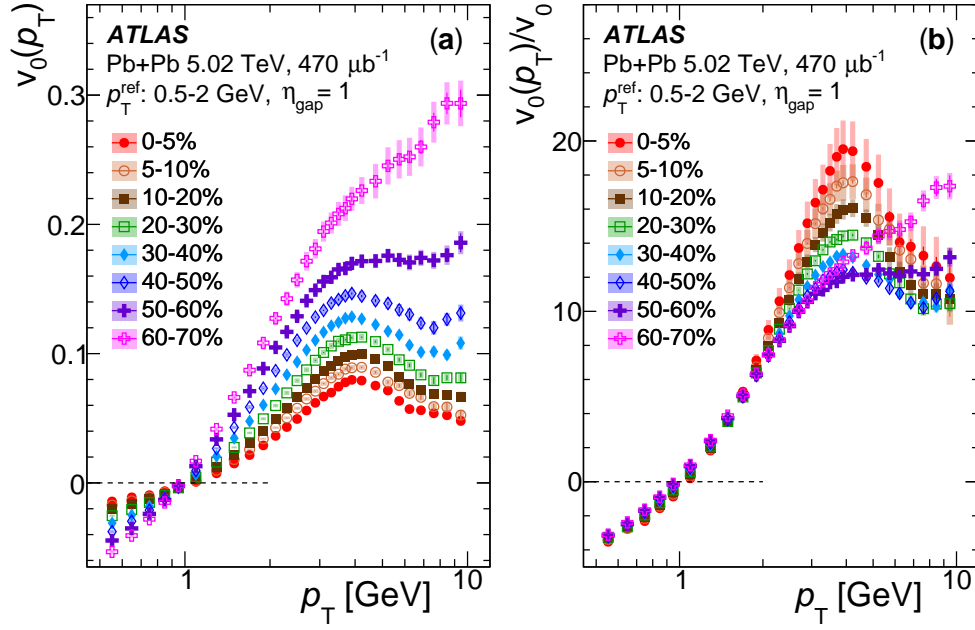 v₀(p_T)
ATLAS
(a)
Pb+Pb 5.02 TeV, 470 μb⁻¹
p_T^ref: 0.5-2 GeV, η_gap= 1
0-5%
5-10%
10-20%
20-30%
30-40%
40-50%
50-60%
60-70%
0.3
0.2
0.1
0
1
10
p_T [GeV]
v₀(p_T)/v₀
ATLAS
(b)
Pb+Pb 5.02 TeV, 470 μb⁻¹
p_T^ref: 0.5-2 GeV, η_gap= 1
0-5%
5-10%
10-20%
20-30%
30-40%
40-50%
50-60%
60-70%
20
10
0
1
10
p_T [GeV]